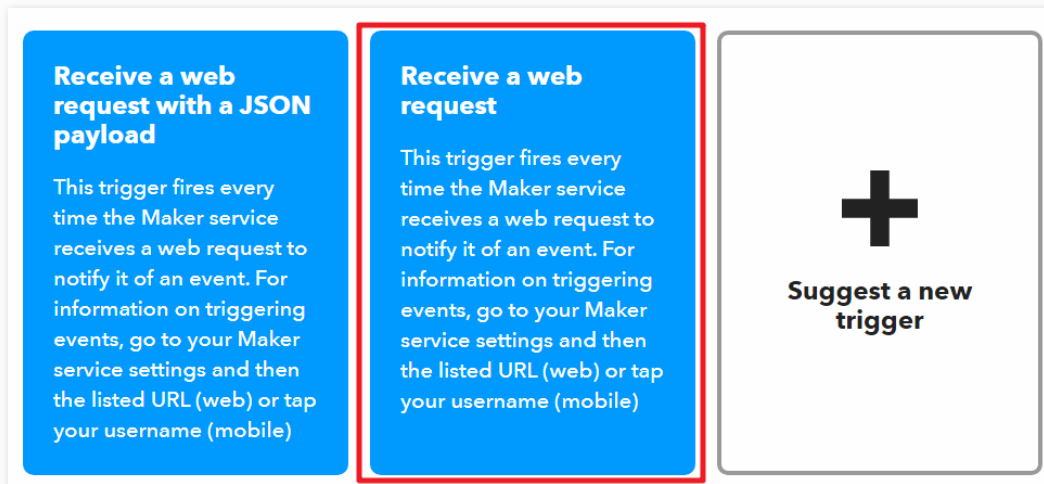 Receive a web
request with a JSON
payload
This trigger fires every
time the Maker service
receives a web request to
notify it of an event. For
information on triggering
events, go to your Maker
service settings and then
the listed URL (web) or tap
your username (mobile)
Receive a web
request
This trigger fires every
time the Maker service
receives a web request to
notify it of an event. For
information on triggering
events, go to your Maker
service settings and then
the listed URL (web) or tap
your username (mobile)
Suggest a new
trigger